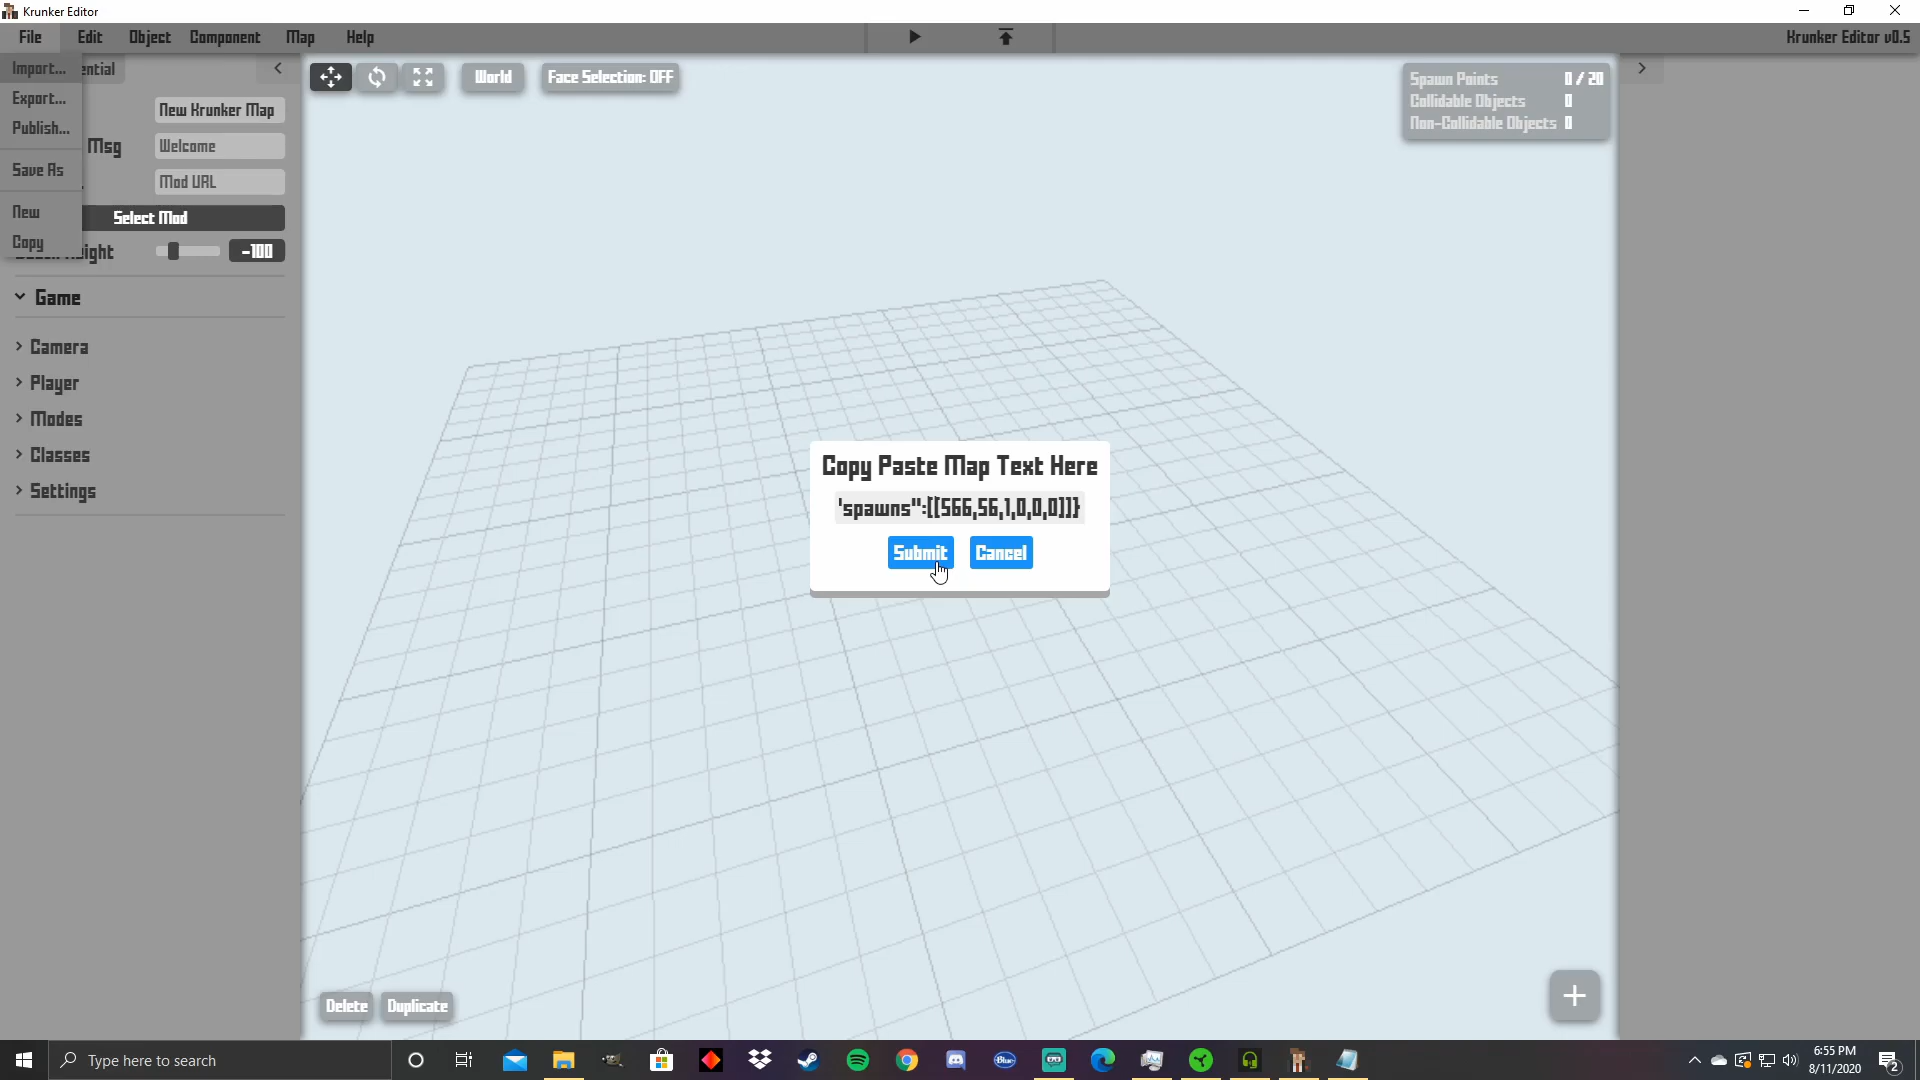 Krunker Editor
File Edit Object Component Map Help
Krunker Editor v0.5
Import...
ential
Export...
Publish...
Save As
New
Copy
New Krunker Map
Msg Welcome
Mod URL
Select Mod
ight -100
Game
Camera
Player
Modes
Classes
Settings
World
Face Selection: OFF
Spawn Points 0 / 20
Collidable Objects 0
Non-Collidable Objects 0
Copy Paste Map Text Here
'spawns":[[566,56,1,0,0,0]]}
Submit Cancel
Delete Duplicate
Type here to search
Blue
6:55 PM
8/11/2020
2